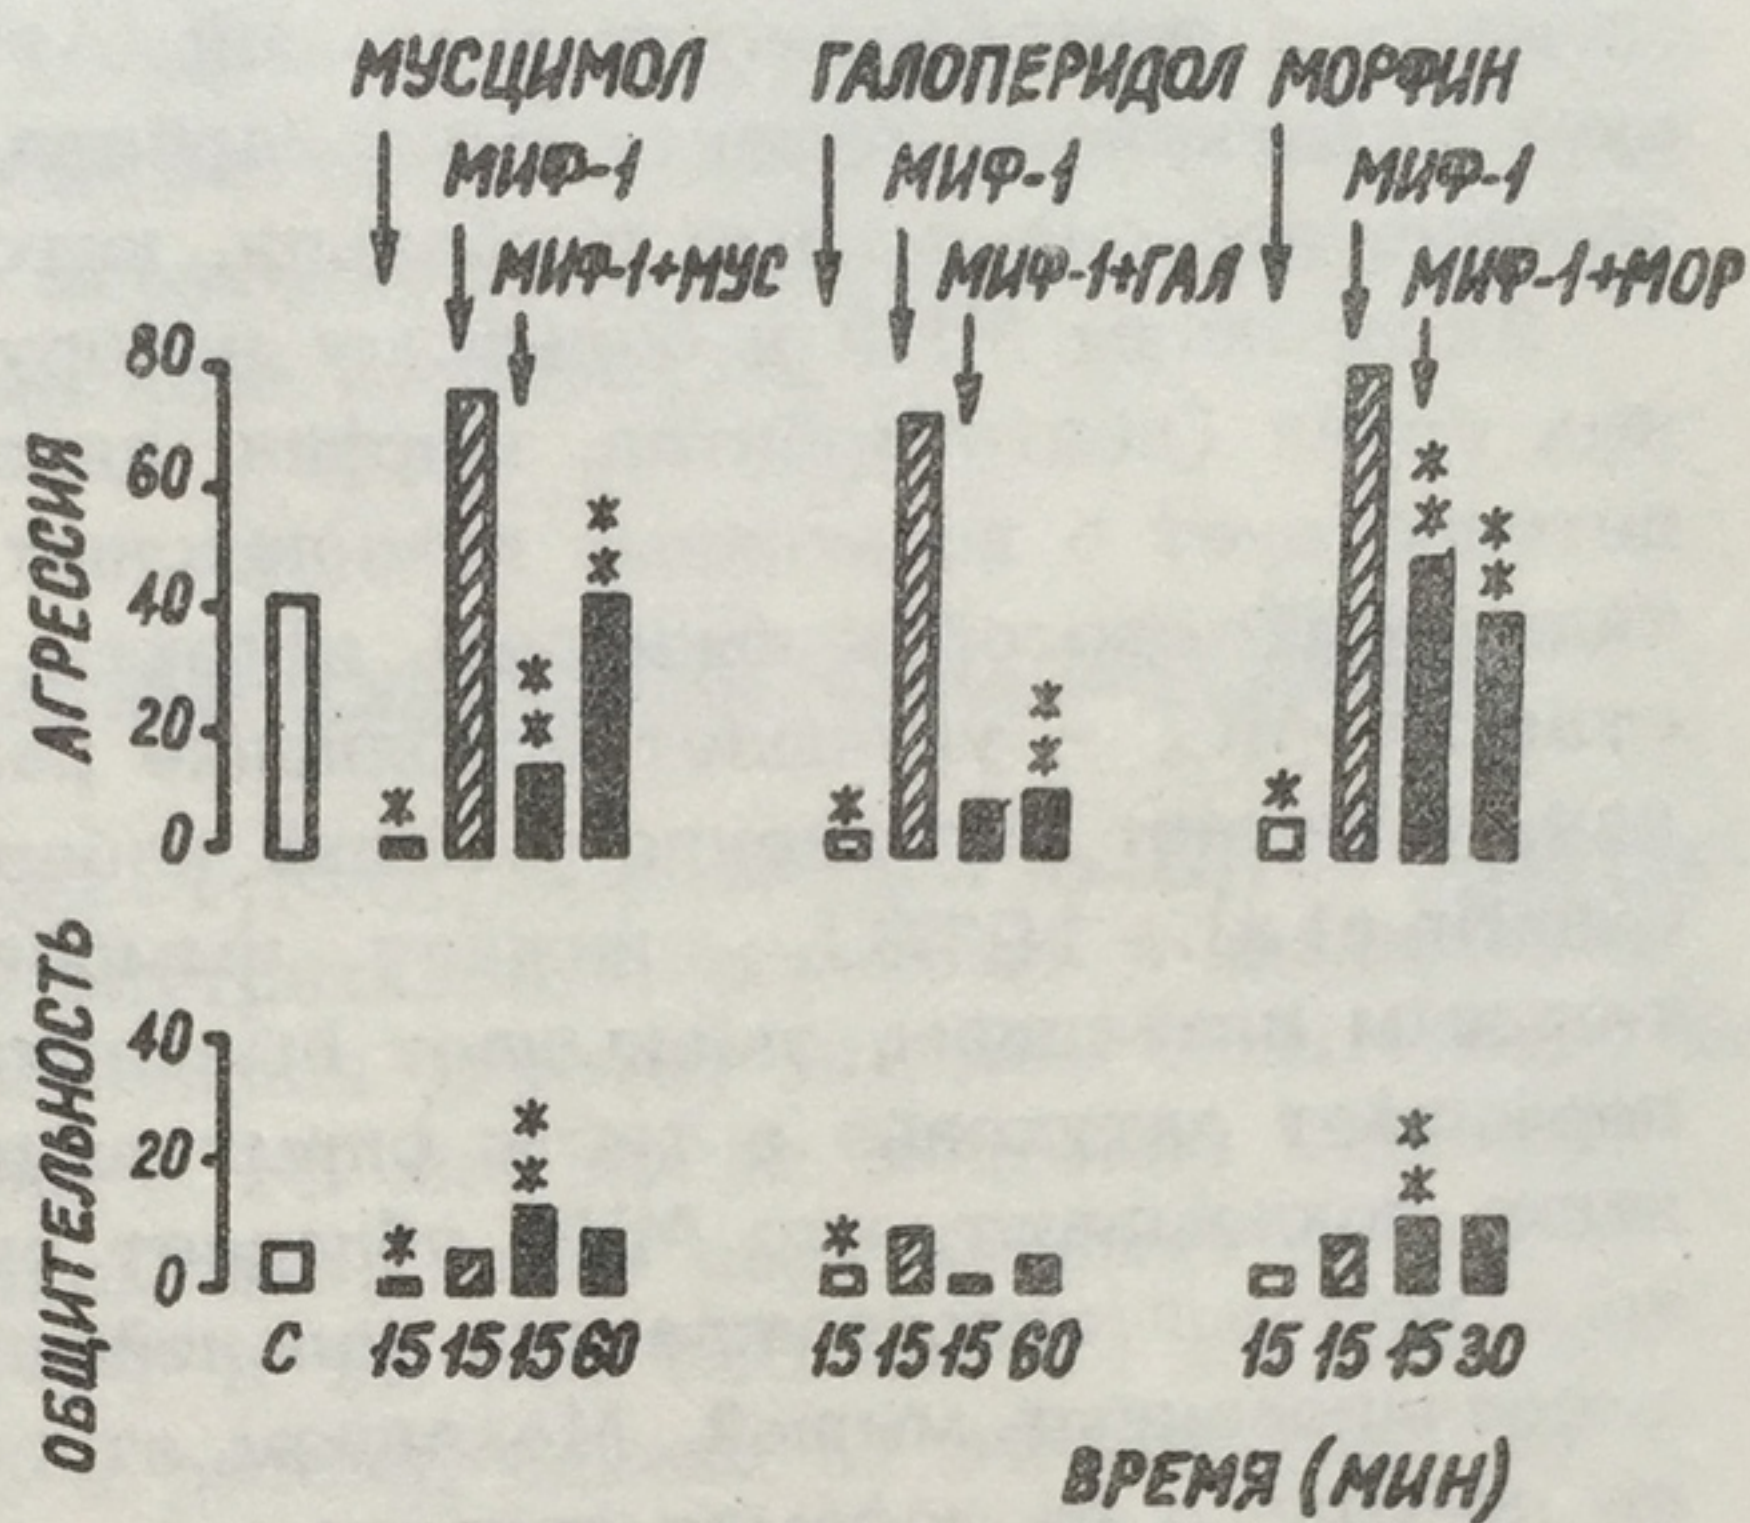 МУСЦИМОЛ ГАЛОПЕРИДОЛ МОРФИН
МИФ-1 МИФ-1 МИФ-1
МИФ-1+МУС МИФ-1+ГАЛ МИФ-1+МОР
АГРЕССИЯ
80
60
40
20
0
* ** ** * ** * ** **
ОБЩИТЕЛЬНОСТЬ
40
20
0
* ** * **
С 15 15 15 60 15 15 15 60 15 15 15 30
ВРЕМЯ (МИН)